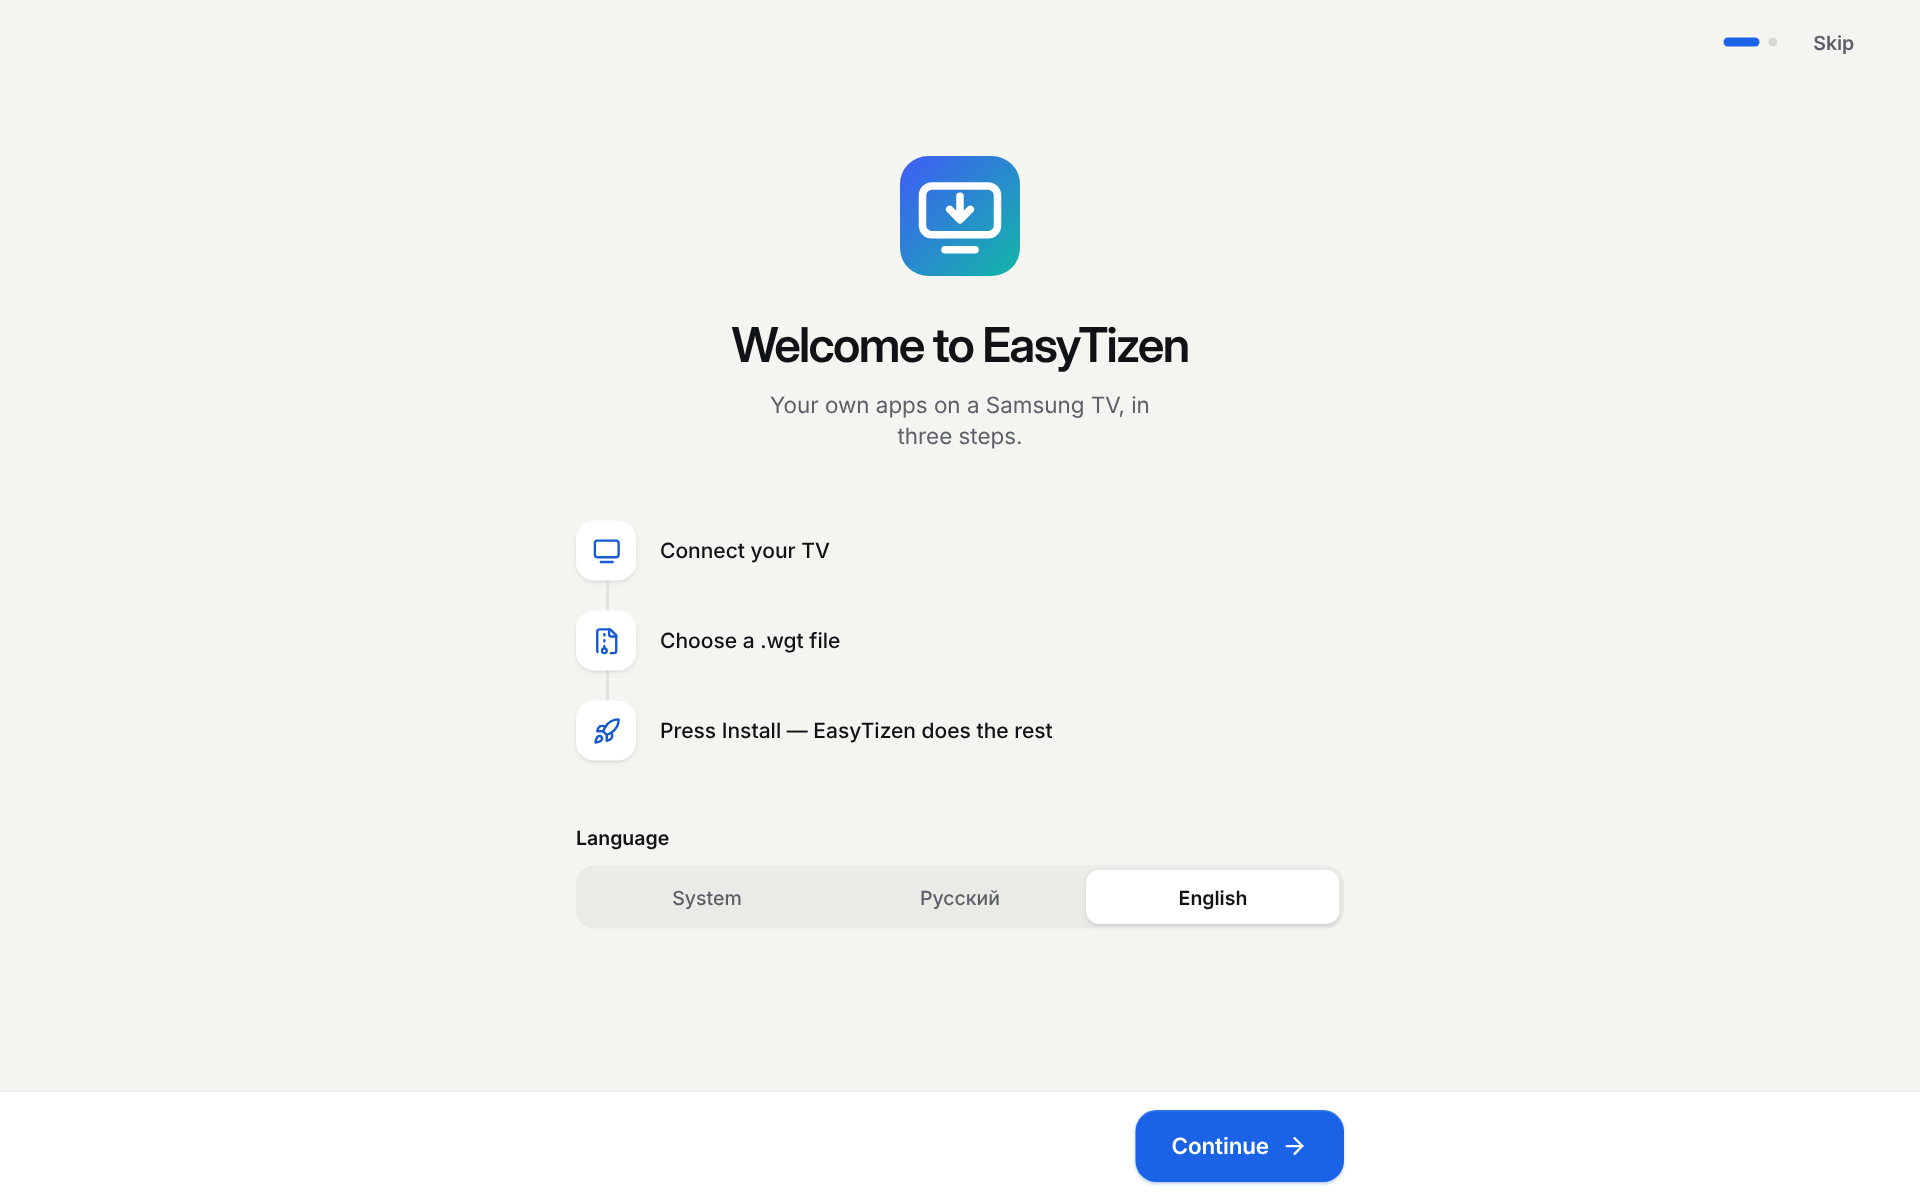 Skip
Welcome to EasyTizen
Your own apps on a Samsung TV, in
three steps.
Connect your TV
Choose a .wgt file
Press Install — EasyTizen does the rest
Language
System
Русский
English
Continue